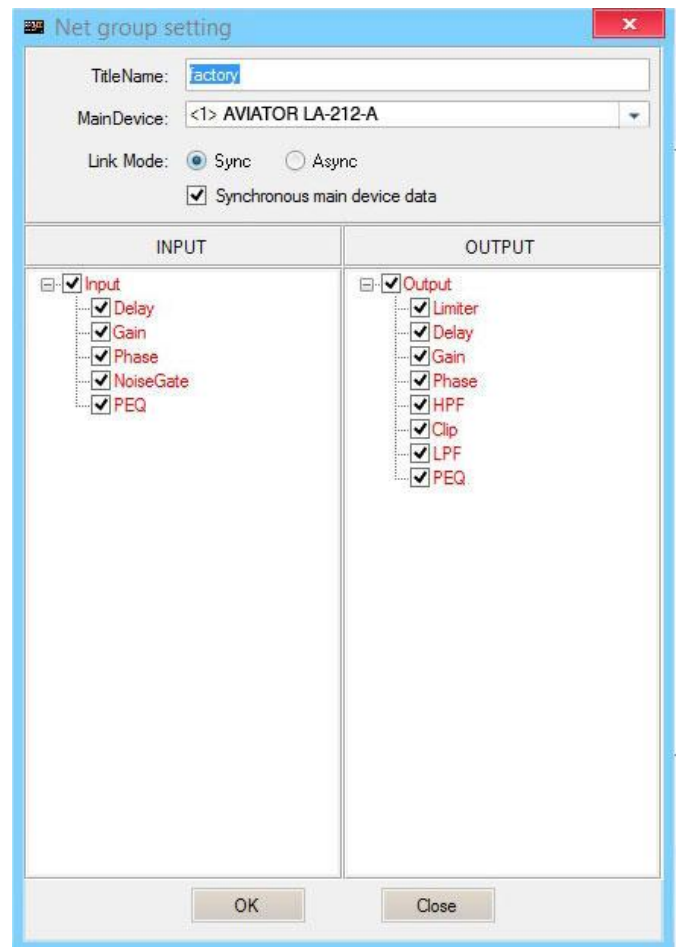 Net group setting
TitleName: factory
MainDevice: <1> AVIATOR LA-212-A
Link Mode: Sync Async
Synchronous main device data
INPUT OUTPUT
Input
Delay
Gain
Phase
NoiseGate
PEQ
Output
Limiter
Delay
Gain
Phase
HPF
Clip
LPF
PEQ
OK Close